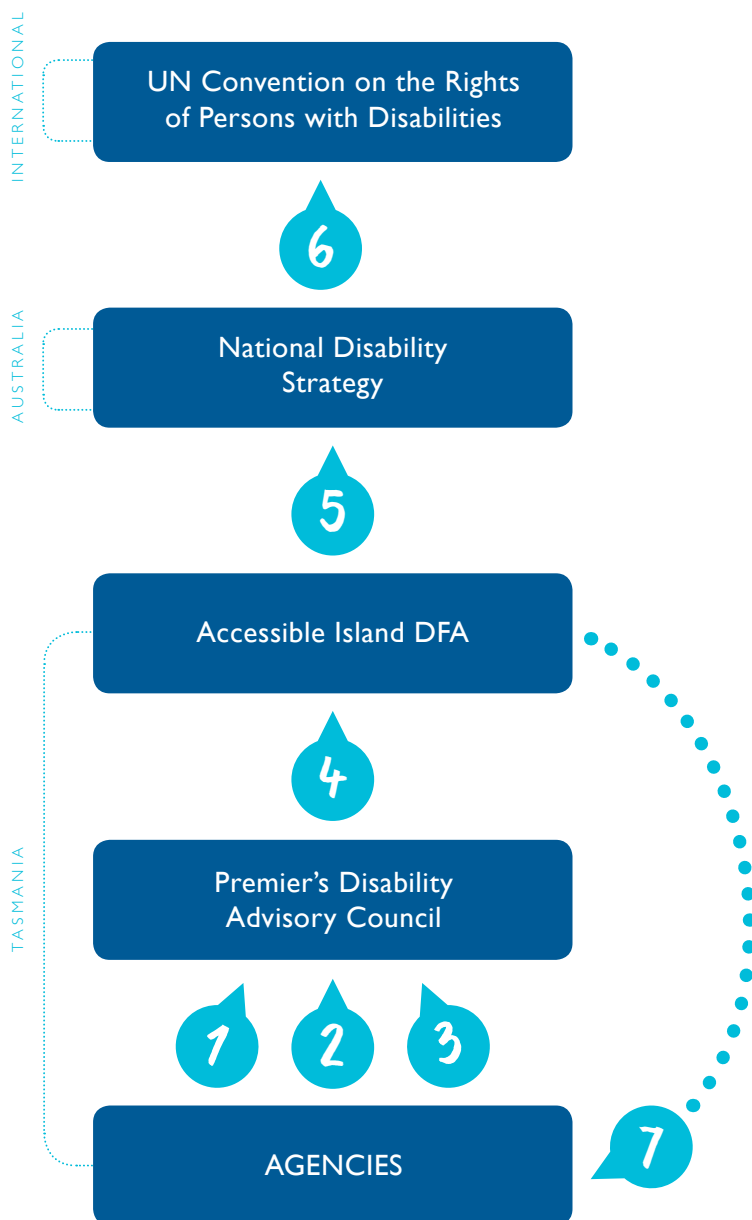 INTERNATIONAL
UN Convention on the Rights
of Persons with Disabilities
6
AUSTRALIA
National Disability
Strategy
5
Accessible Island DFA
4
TASMANIA
Premier’s Disability
Advisory Council
1 2 3
AGENCIES
7